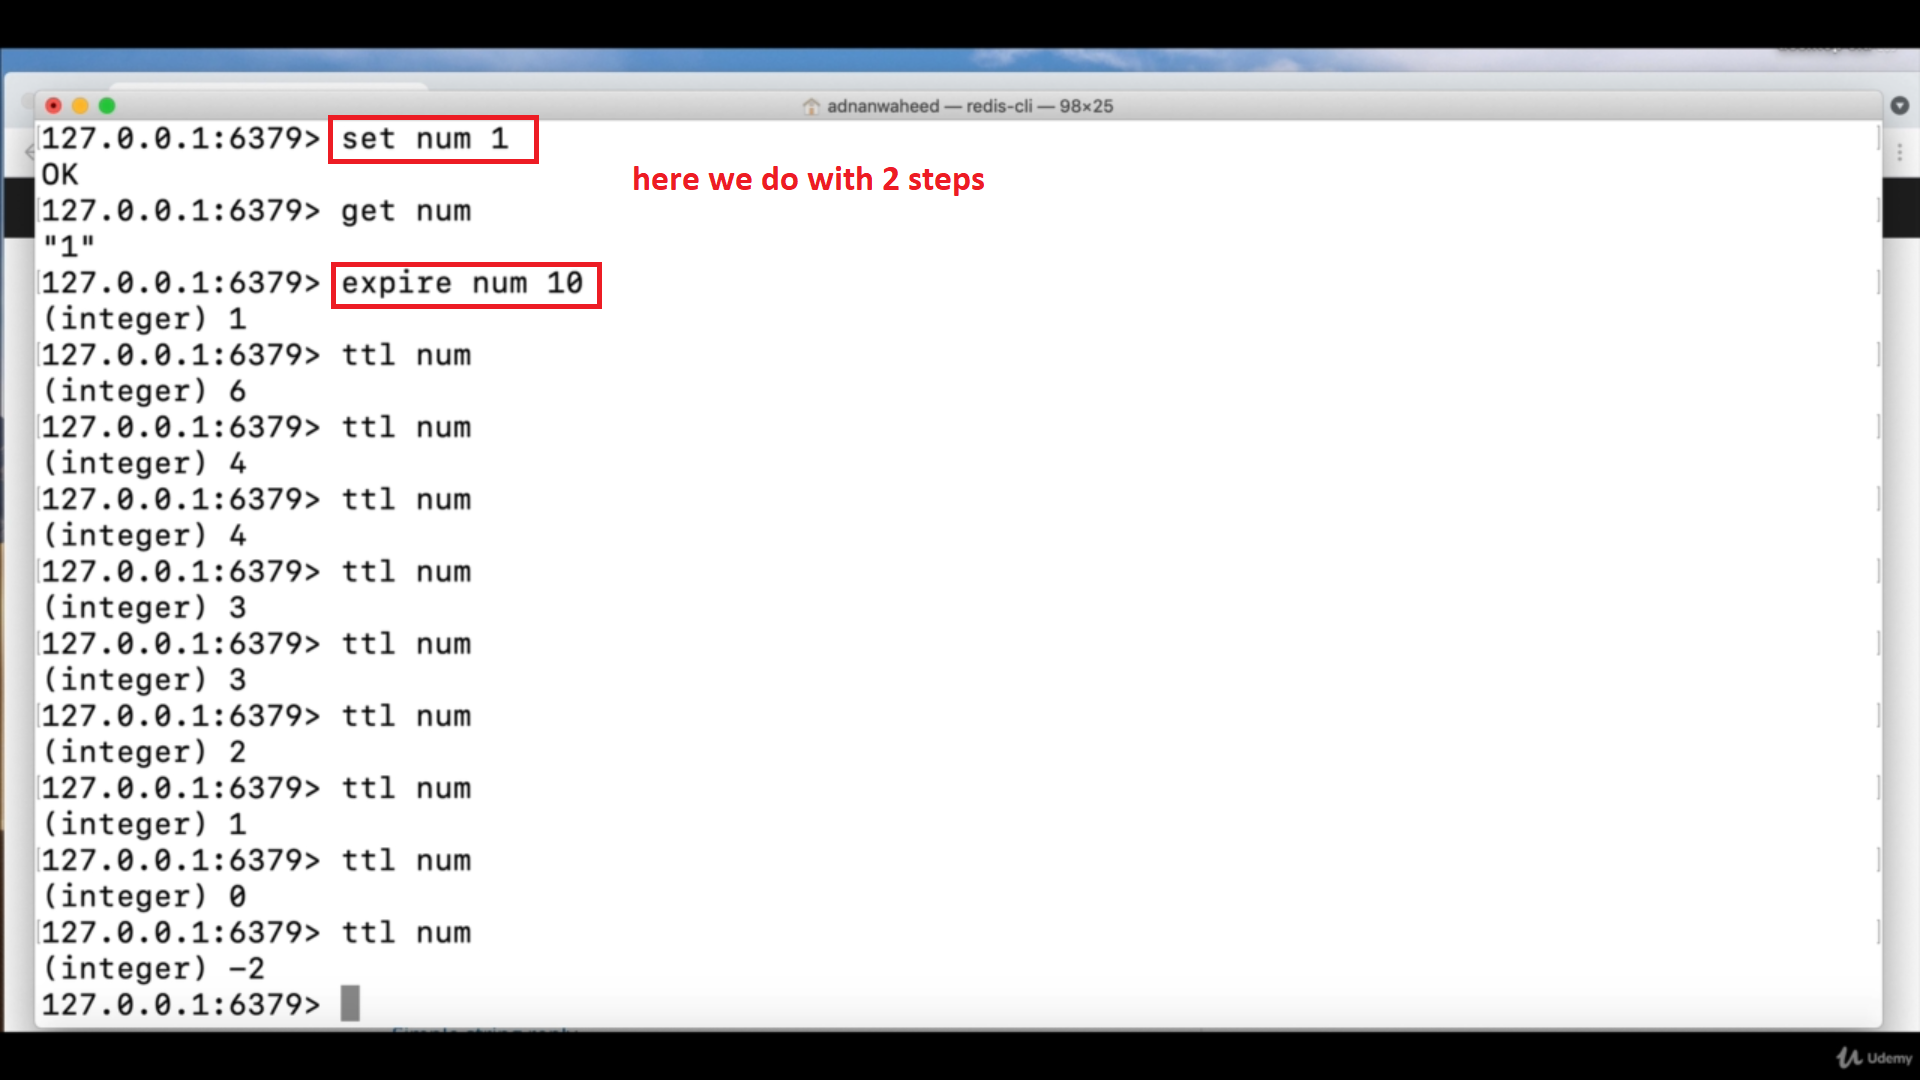 adnanwaheed — redis-cli — 98×25
127.0.0.1:6379> set num 1
OK
here we do with 2 steps
127.0.0.1:6379> get num
"1"
127.0.0.1:6379> expire num 10
(integer) 1
127.0.0.1:6379> ttl num
(integer) 6
127.0.0.1:6379> ttl num
(integer) 4
127.0.0.1:6379> ttl num
(integer) 4
127.0.0.1:6379> ttl num
(integer) 3
127.0.0.1:6379> ttl num
(integer) 3
127.0.0.1:6379> ttl num
(integer) 2
127.0.0.1:6379> ttl num
(integer) 1
127.0.0.1:6379> ttl num
(integer) 0
127.0.0.1:6379> ttl num
(integer) -2
127.0.0.1:6379>
Simple string reply
Udemy